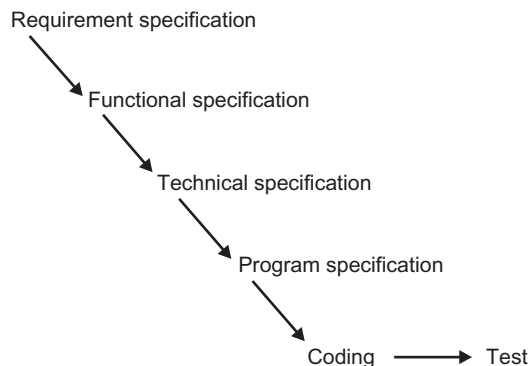 Requirement specification
Functional specification
Technical specification
Program specification
Coding
Test